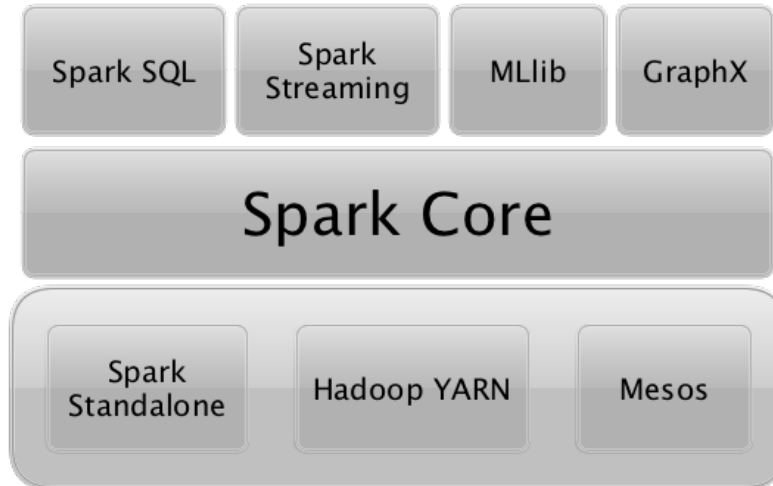 Spark SQL
Spark
Streaming
MLlib
GraphX
Spark Core
Spark
Standalone
Hadoop YARN
Mesos